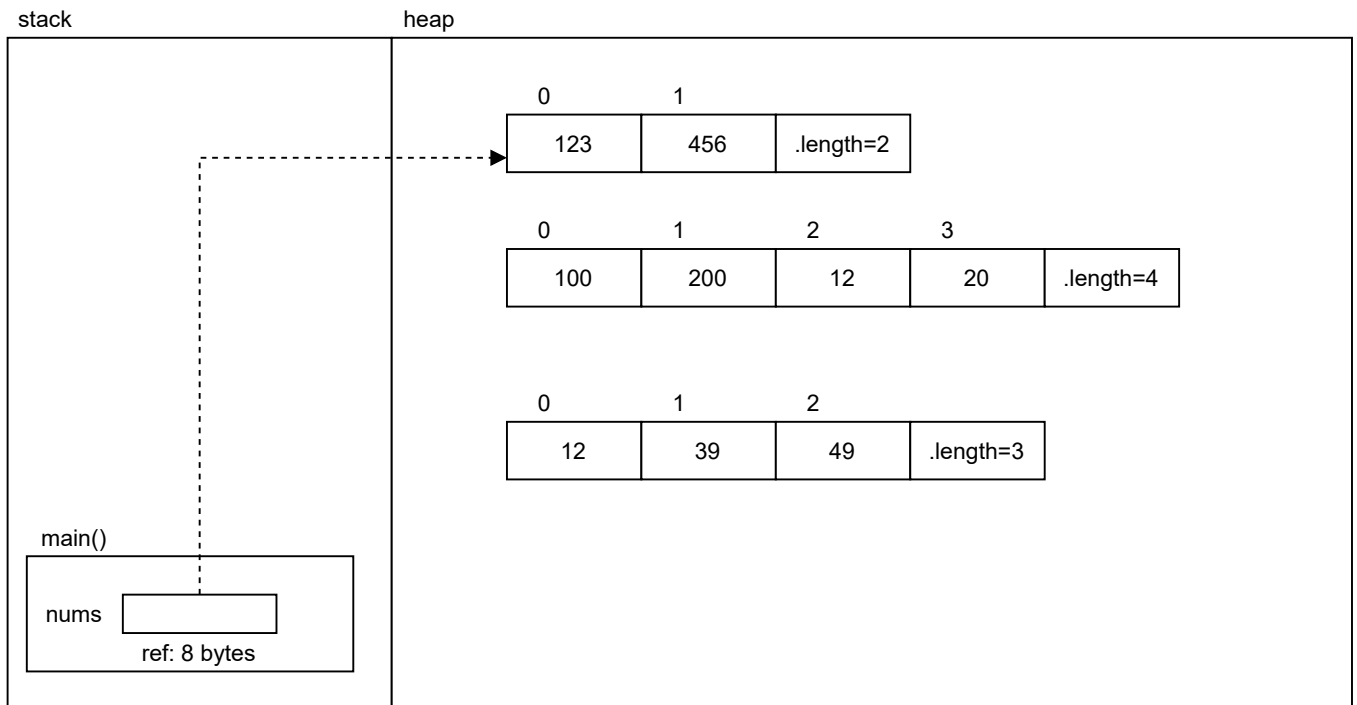 stack heap
0 1
123 456 .length=2
0 1 2 3
100 200 12 20 .length=4
0 1 2
12 39 49 .length=3
main()
nums
ref: 8 bytes